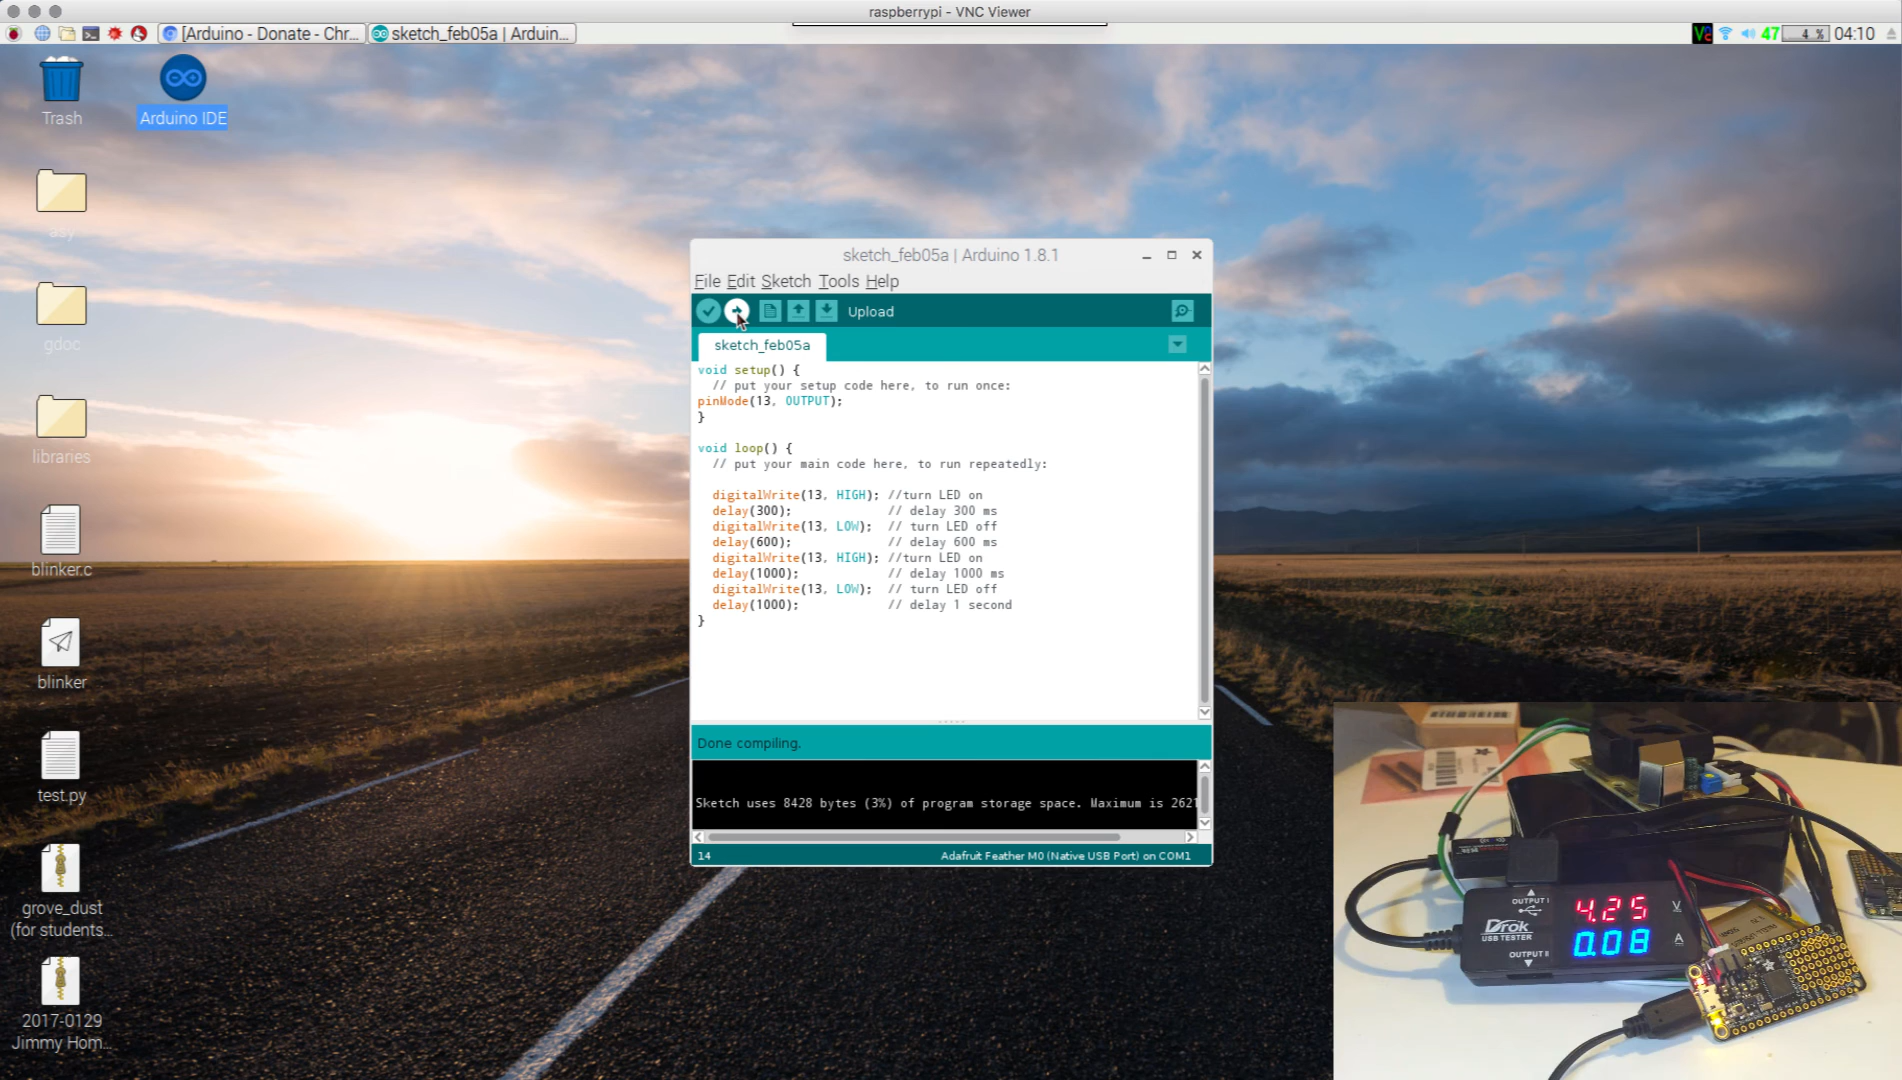 raspberrypi - VNC Viewer
[Arduino - Donate - Chr...
sketch_feb05a | Arduin...
47
4 %
04:10
Trash
Arduino IDE
asy
gdoc
libraries
blinker.c
blinker
test.py
grove_dust
(for students...
2017-0129
Jimmy Hom...
sketch_feb05a | Arduino 1.8.1
File Edit Sketch Tools Help
Upload
sketch_feb05a
void setup() {
  // put your setup code here, to run once:
pinMode(13, OUTPUT);
}
void loop() {
  // put your main code here, to run repeatedly:
  digitalWrite(13, HIGH); //turn LED on
  delay(300);             // delay 300 ms
  digitalWrite(13, LOW);  // turn LED off
  delay(600);             // delay 600 ms
  digitalWrite(13, HIGH); //turn LED on
  delay(1000);            // delay 1000 ms
  digitalWrite(13, LOW);  // turn LED off
  delay(1000);            // delay 1 second
}
Done compiling.
Sketch uses 8428 bytes (3%) of program storage space. Maximum is 2621
14
Adafruit Feather M0 (Native USB Port) on COM1
OUTPUT I
Drok
USB TESTER
OUTPUT II
4.25 V
0.08 A